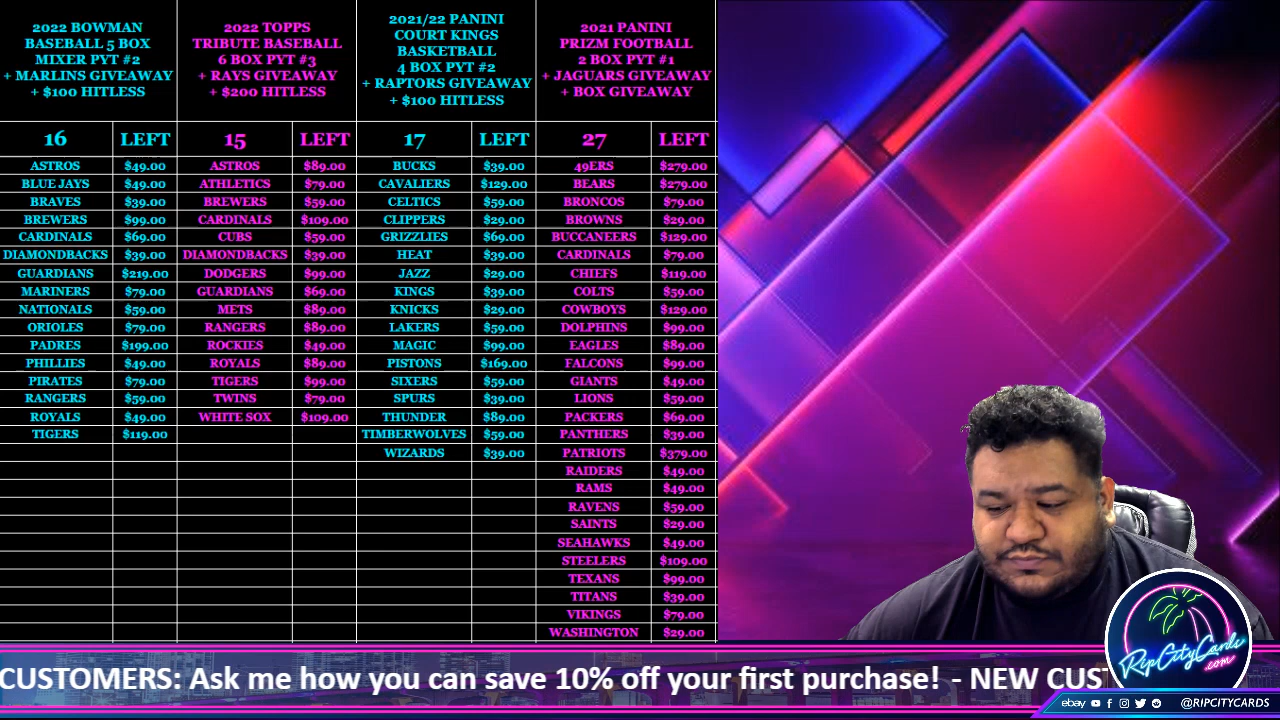 2022 BOWMAN
BASEBALL 5 BOX
MIXER PYT #2
+ MARLINS GIVEAWAY
+ $100 HITLESS
16 LEFT
ASTROS $49.00
BLUE JAYS $49.00
BRAVES $39.00
BREWERS $99.00
CARDINALS $69.00
DIAMONDBACKS $39.00
GUARDIANS $219.00
MARINERS $79.00
NATIONALS $59.00
ORIOLES $79.00
PADRES $199.00
PHILLIES $49.00
PIRATES $79.00
RANGERS $59.00
ROYALS $49.00
TIGERS $119.00
2022 TOPPS
TRIBUTE BASEBALL
6 BOX PYT #3
+ RAYS GIVEAWAY
+ $200 HITLESS
15 LEFT
ASTROS $89.00
ATHLETICS $79.00
BREWERS $59.00
CARDINALS $109.00
CUBS $59.00
DIAMONDBACKS $39.00
DODGERS $99.00
GUARDIANS $69.00
METS $89.00
RANGERS $89.00
ROCKIES $49.00
ROYALS $89.00
TIGERS $99.00
TWINS $79.00
WHITE SOX $109.00
2021/22 PANINI
COURT KINGS
BASKETBALL
4 BOX PYT #2
+ RAPTORS GIVEAWAY
+ $100 HITLESS
17 LEFT
BUCKS $39.00
CAVALIERS $129.00
CELTICS $59.00
CLIPPERS $29.00
GRIZZLIES $69.00
HEAT $39.00
JAZZ $29.00
KINGS $39.00
KNICKS $29.00
LAKERS $59.00
MAGIC $99.00
PISTONS $169.00
SIXERS $59.00
SPURS $39.00
THUNDER $89.00
TIMBERWOLVES $59.00
WIZARDS $39.00
2021 PANINI
PRIZM FOOTBALL
2 BOX PYT #1
+ JAGUARS GIVEAWAY
+ BOX GIVEAWAY
27 LEFT
49ERS $279.00
BEARS $279.00
BRONCOS $79.00
BROWNS $29.00
BUCCANEERS $129.00
CARDINALS $79.00
CHIEFS $119.00
COLTS $59.00
COWBOYS $129.00
DOLPHINS $99.00
EAGLES $89.00
FALCONS $99.00
GIANTS $49.00
LIONS $59.00
PACKERS $69.00
PANTHERS $39.00
PATRIOTS $379.00
RAIDERS $49.00
RAMS $49.00
RAVENS $59.00
SAINTS $29.00
SEAHAWKS $49.00
STEELERS $109.00
TEXANS $99.00
TITANS $39.00
VIKINGS $79.00
WASHINGTON $29.00
CUSTOMERS: Ask me how you can save 10% off your first purchase! - NEW CUST
RipCityCards
.com
ebay @RIPCITYCARDS